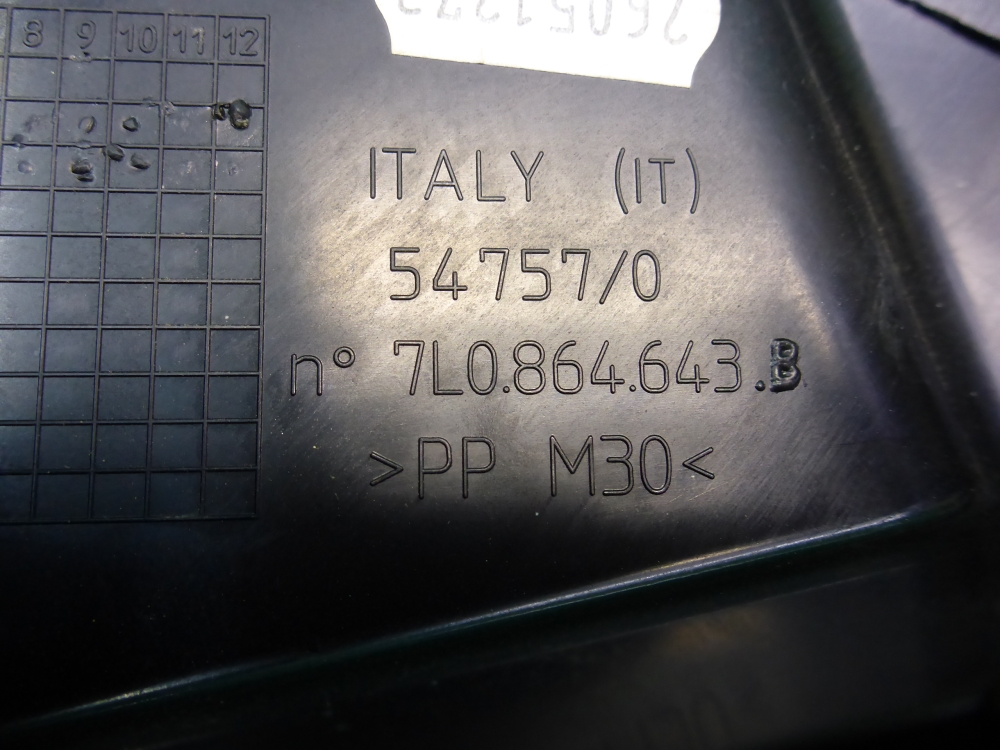 8 9 10 11 12
ITALY (IT)
54757/0
n° 7L0.864.643.B
>PP M30<